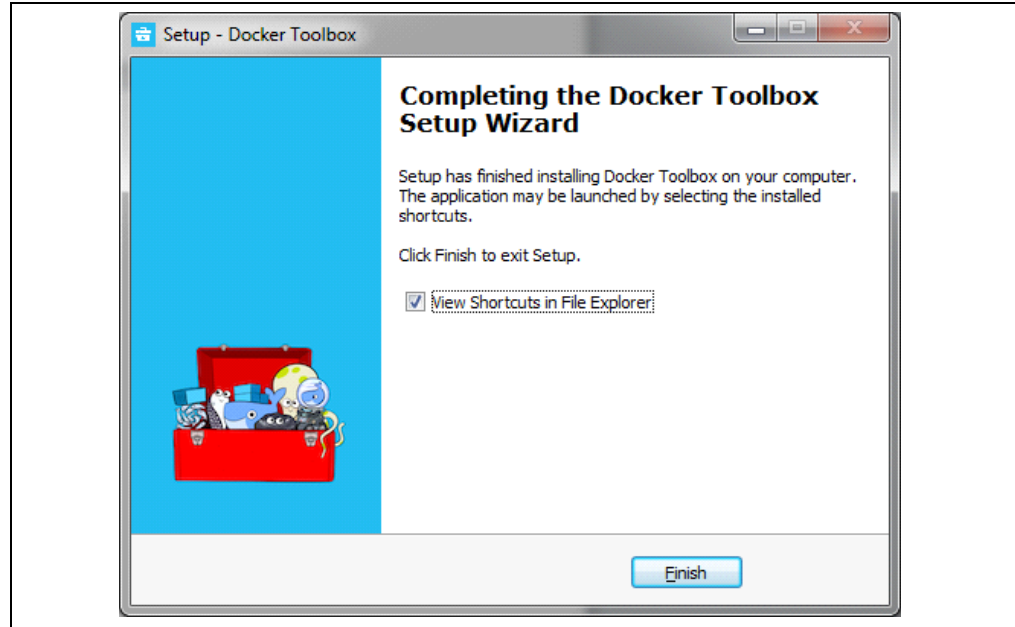 Setup - Docker Toolbox
Completing the Docker Toolbox
Setup Wizard
Setup has finished installing Docker Toolbox on your computer.
The application may be launched by selecting the installed
shortcuts.
Click Finish to exit Setup.
View Shortcuts in File Explorer
Finish